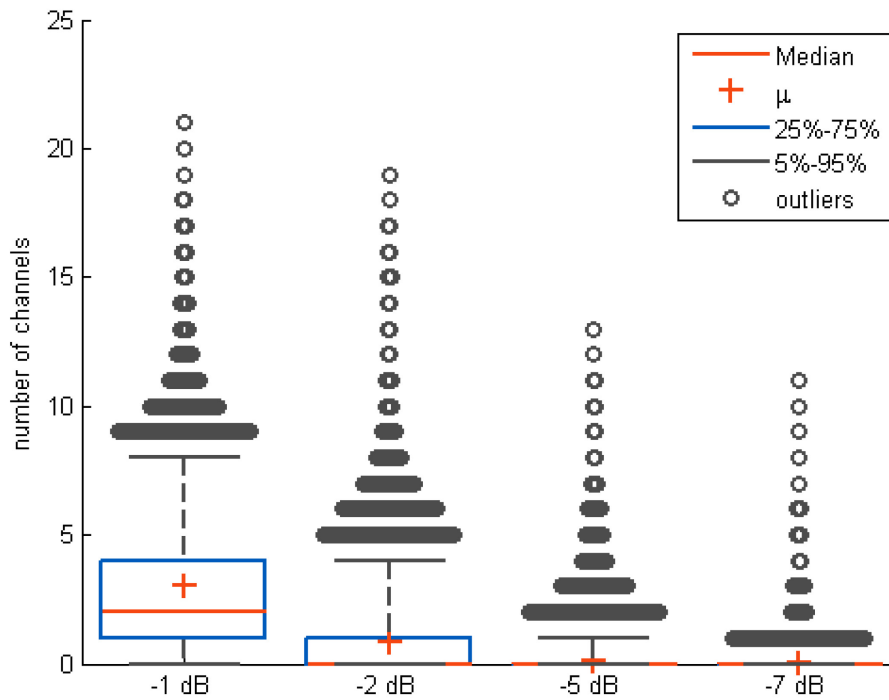 25
20
15
10
5
0
number of channels
Median
μ
25%-75%
5%-95%
outliers
-1 dB
-2 dB
-5 dB
-7 dB